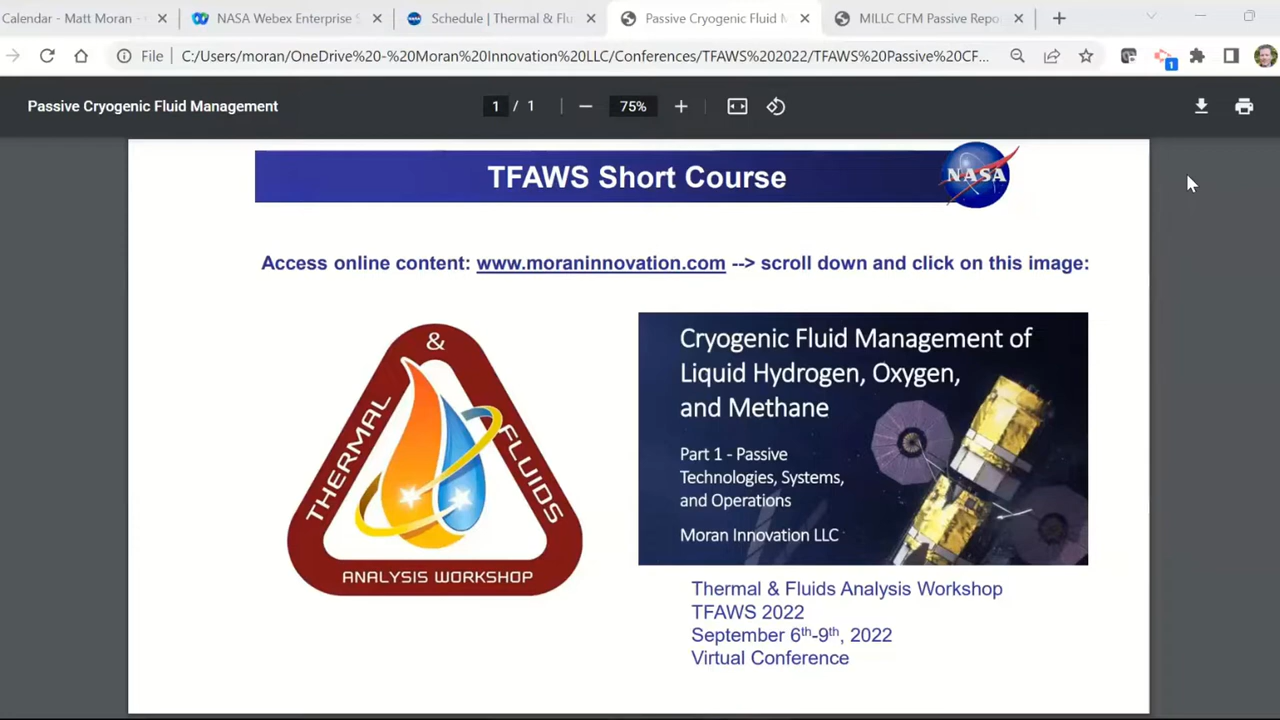 Calendar - Matt Moran -
NASA Webex Enterprise S
Schedule | Thermal & Flu
Passive Cryogenic Fluid M
MILLC CFM Passive Repo
File
C:/Users/moran/OneDrive%20-%20Moran%20Innovation%20LLC/Conferences/TFAWS%202022/TFAWS%20Passive%20CF...
1
Passive Cryogenic Fluid Management
1 / 1
75%
TFAWS Short Course
NASA
Access online content: www.moraninnovation.com --> scroll down and click on this image:
THERMAL
&
FLUIDS
ANALYSIS WORKSHOP
Cryogenic Fluid Management of
Liquid Hydrogen, Oxygen,
and Methane
Part 1 - Passive
Technologies, Systems,
and Operations
Moran Innovation LLC
Thermal & Fluids Analysis Workshop
TFAWS 2022
September 6th-9th, 2022
Virtual Conference